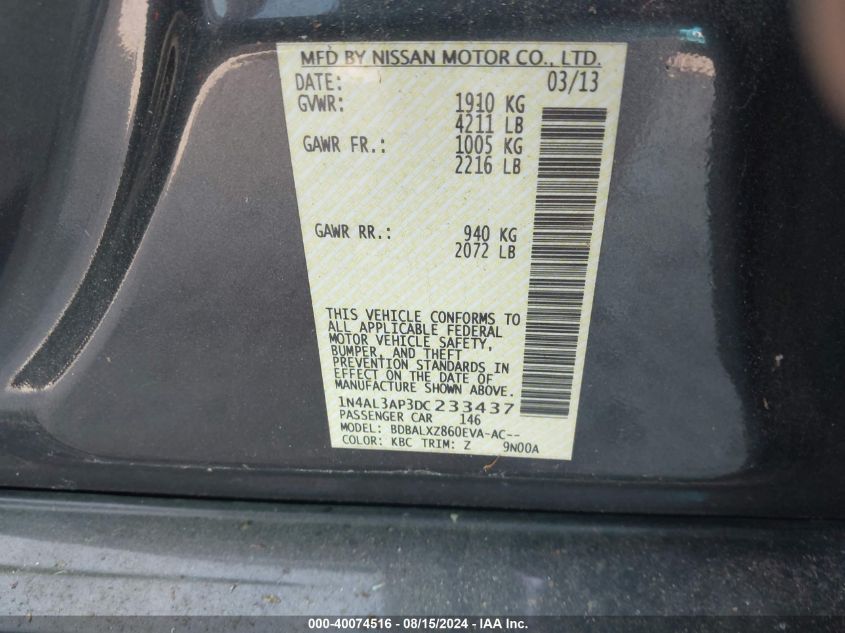 MFD BY NISSAN MOTOR CO., LTD.
DATE: 03/13
GVWR: 1910 KG
4211 LB
GAWR FR.: 1005 KG
2216 LB
GAWR RR.: 940 KG
2072 LB
THIS VEHICLE CONFORMS TO
ALL APPLICABLE FEDERAL
MOTOR VEHICLE SAFETY,
BUMPER, AND THEFT
PREVENTION STANDARDS IN
EFFECT ON THE DATE OF
MANUFACTURE SHOWN ABOVE.
1N4AL3AP3DC233437
PASSENGER CAR 146
MODEL: BDBALXZ860EVA-AC--
COLOR: KBC TRIM: Z 9N00A
000-40074516 - 08/15/2024 - IAA Inc.